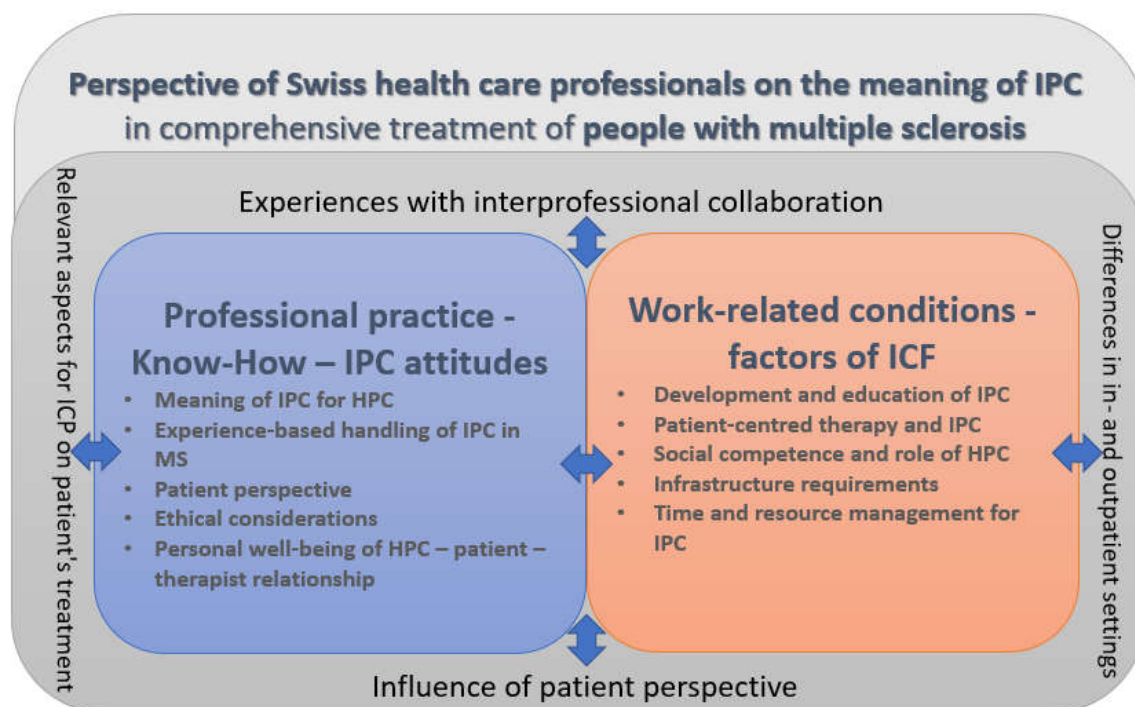 Perspective of Swiss health care professionals on the meaning of IPC
in comprehensive treatment of people with multiple sclerosis
Relevant aspects for ICP on patient's treatment
Experiences with interprofessional collaboration
Professional practice -
Know-How – IPC attitudes
• Meaning of IPC for HPC
• Experience-based handling of IPC in
MS
• Patient perspective
• Ethical considerations
• Personal well-being of HPC – patient –
therapist relationship
Work-related conditions -
factors of ICF
• Development and education of IPC
• Patient-centred therapy and IPC
• Social competence and role of HPC
• Infrastructure requirements
• Time and resource management for
IPC
Differences in in- and outpatient settings
Influence of patient perspective